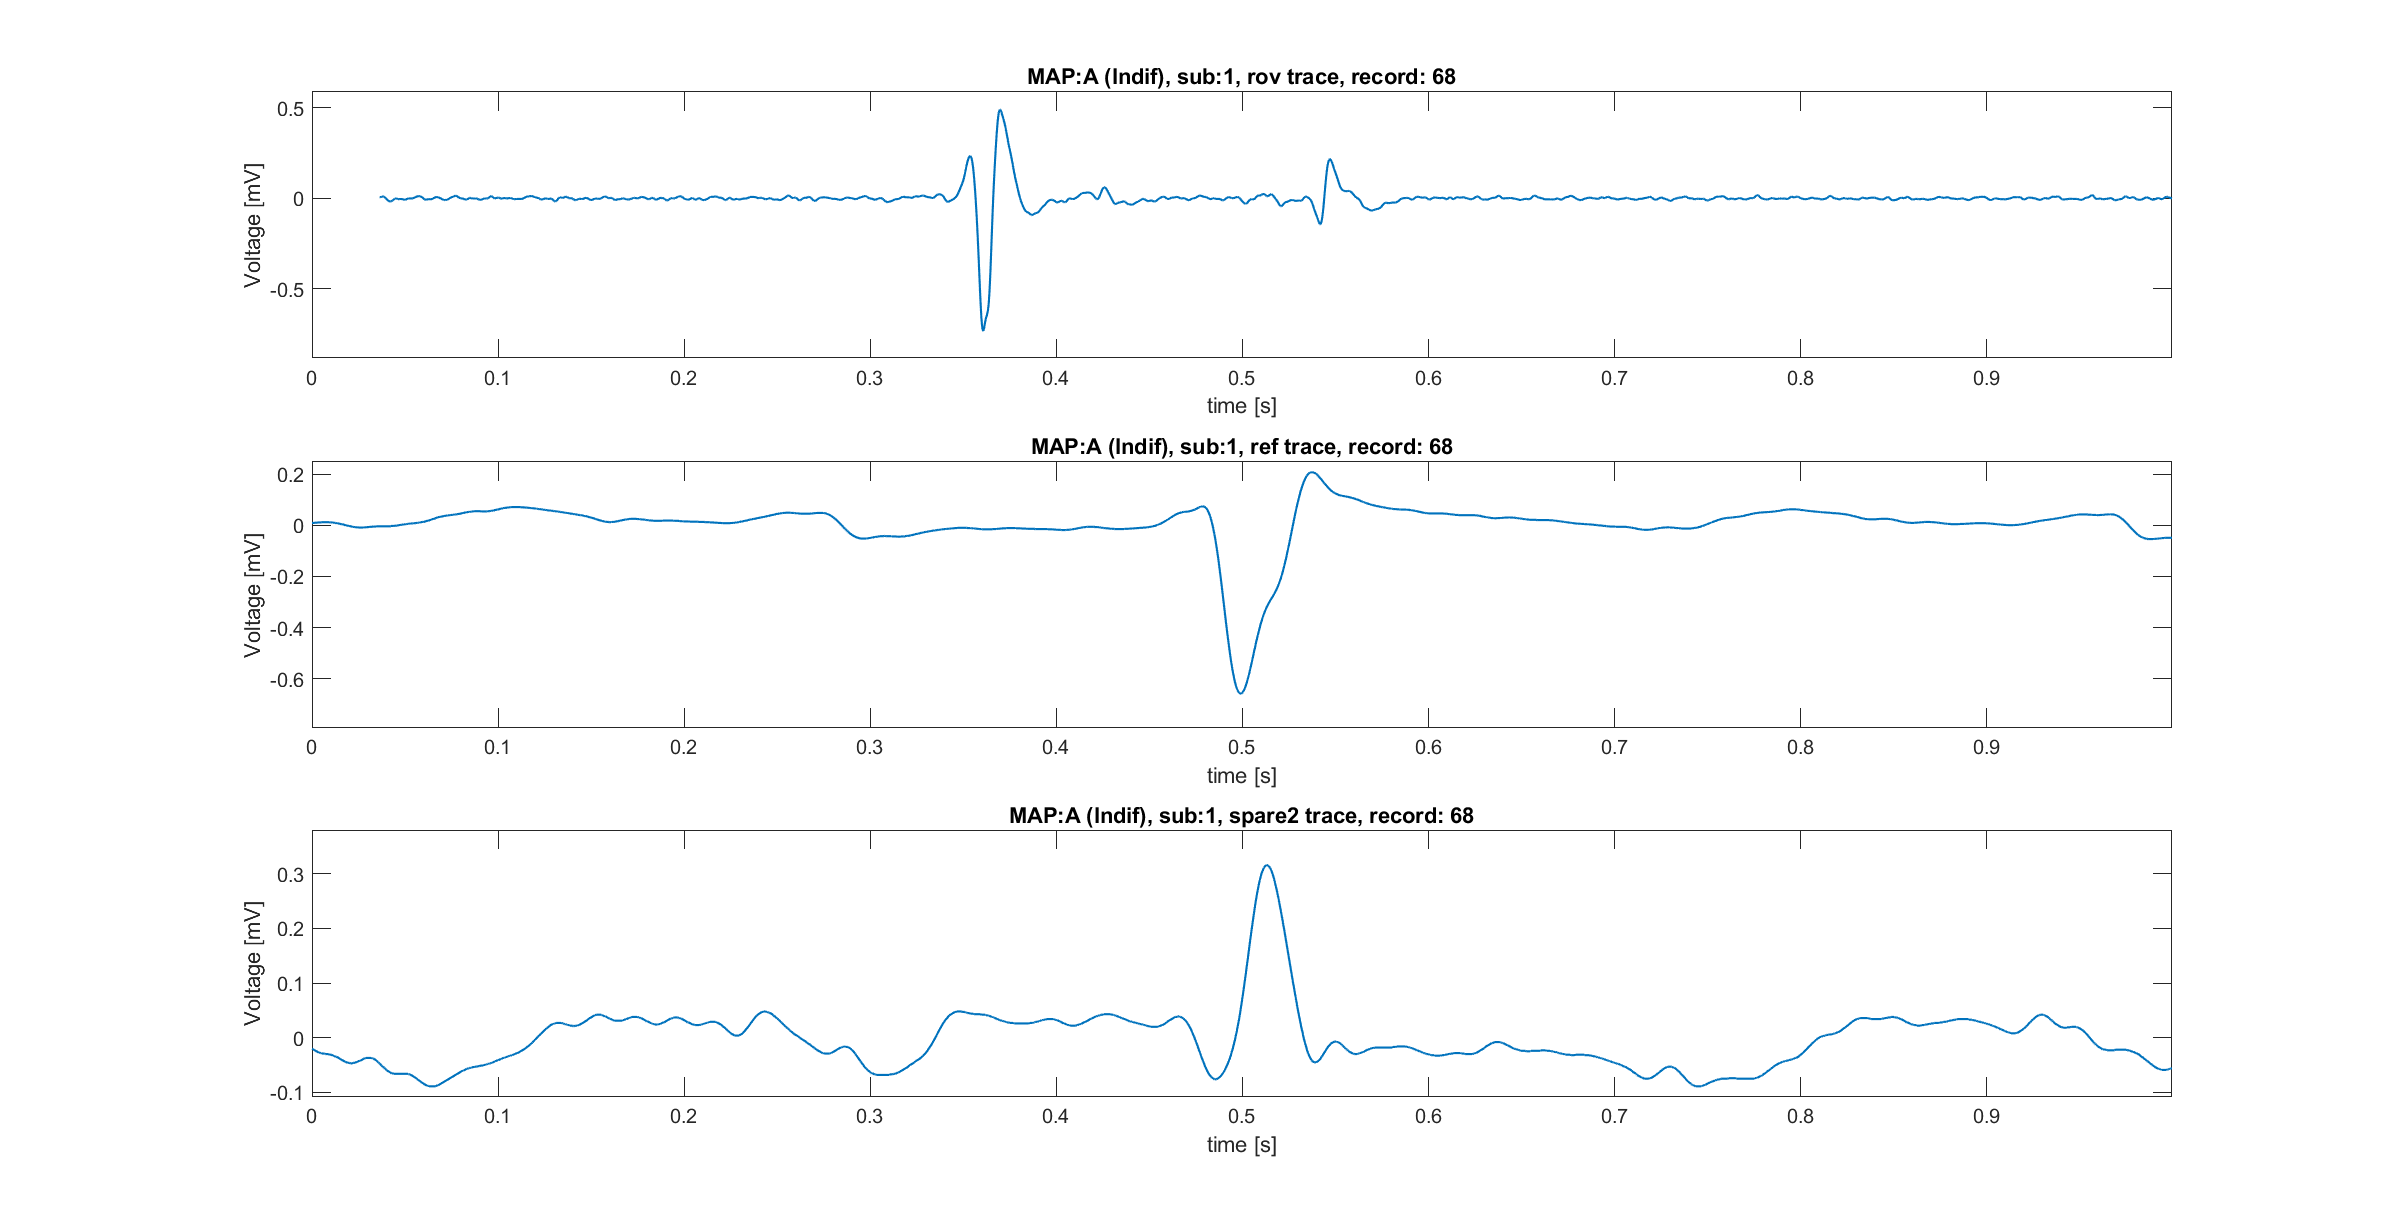 MAP:A (Indif), sub:1, rov trace, record: 68
Voltage [mV]
0.5
0
-0.5
0 0.1 0.2 0.3 0.4 0.5 0.6 0.7 0.8 0.9
time [s]
MAP:A (Indif), sub:1, ref trace, record: 68
Voltage [mV]
0.2
0
-0.2
-0.4
-0.6
0 0.1 0.2 0.3 0.4 0.5 0.6 0.7 0.8 0.9
time [s]
MAP:A (Indif), sub:1, spare2 trace, record: 68
Voltage [mV]
0.3
0.2
0.1
0
-0.1
0 0.1 0.2 0.3 0.4 0.5 0.6 0.7 0.8 0.9
time [s]